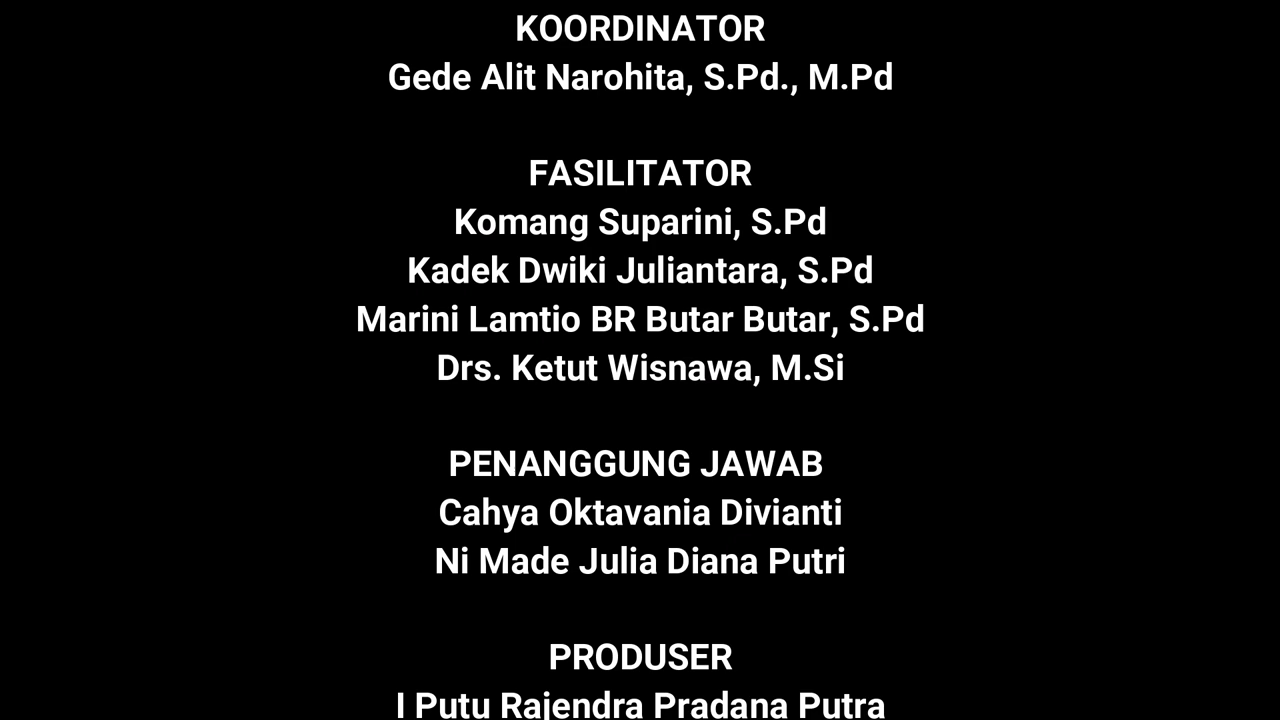 KOORDINATOR
Gede Alit Narohita, S.Pd., M.Pd
FASILITATOR
Komang Suparini, S.Pd
Kadek Dwiki Juliantara, S.Pd
Marini Lamtio BR Butar Butar, S.Pd
Drs. Ketut Wisnawa, M.Si
PENANGGUNG JAWAB
Cahya Oktavania Divianti
Ni Made Julia Diana Putri
PRODUSER
I Putu Rajendra Pradana Putra